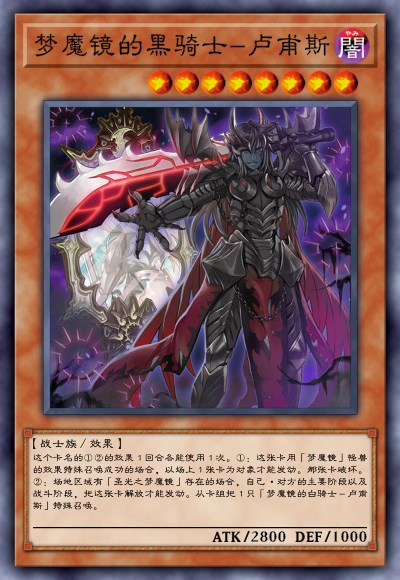 梦魔镜的黑骑士-卢甫斯
やみ
闇
【战士族/效果】
这个卡名的①②的效果1回合各能使用1次。①:这张卡用「梦魔镜」怪兽
的效果特殊召唤成功的场合,以场上1张卡为对象才能发动。那张卡破坏。
②:场地区域有「圣光之梦魔镜」存在的场合,自己·对方的主要阶段以及
战斗阶段,把这张卡解放才能发动。从卡组把1只「梦魔镜的白骑士-卢甫
斯」特殊召唤。
ATK/2800 DEF/1000